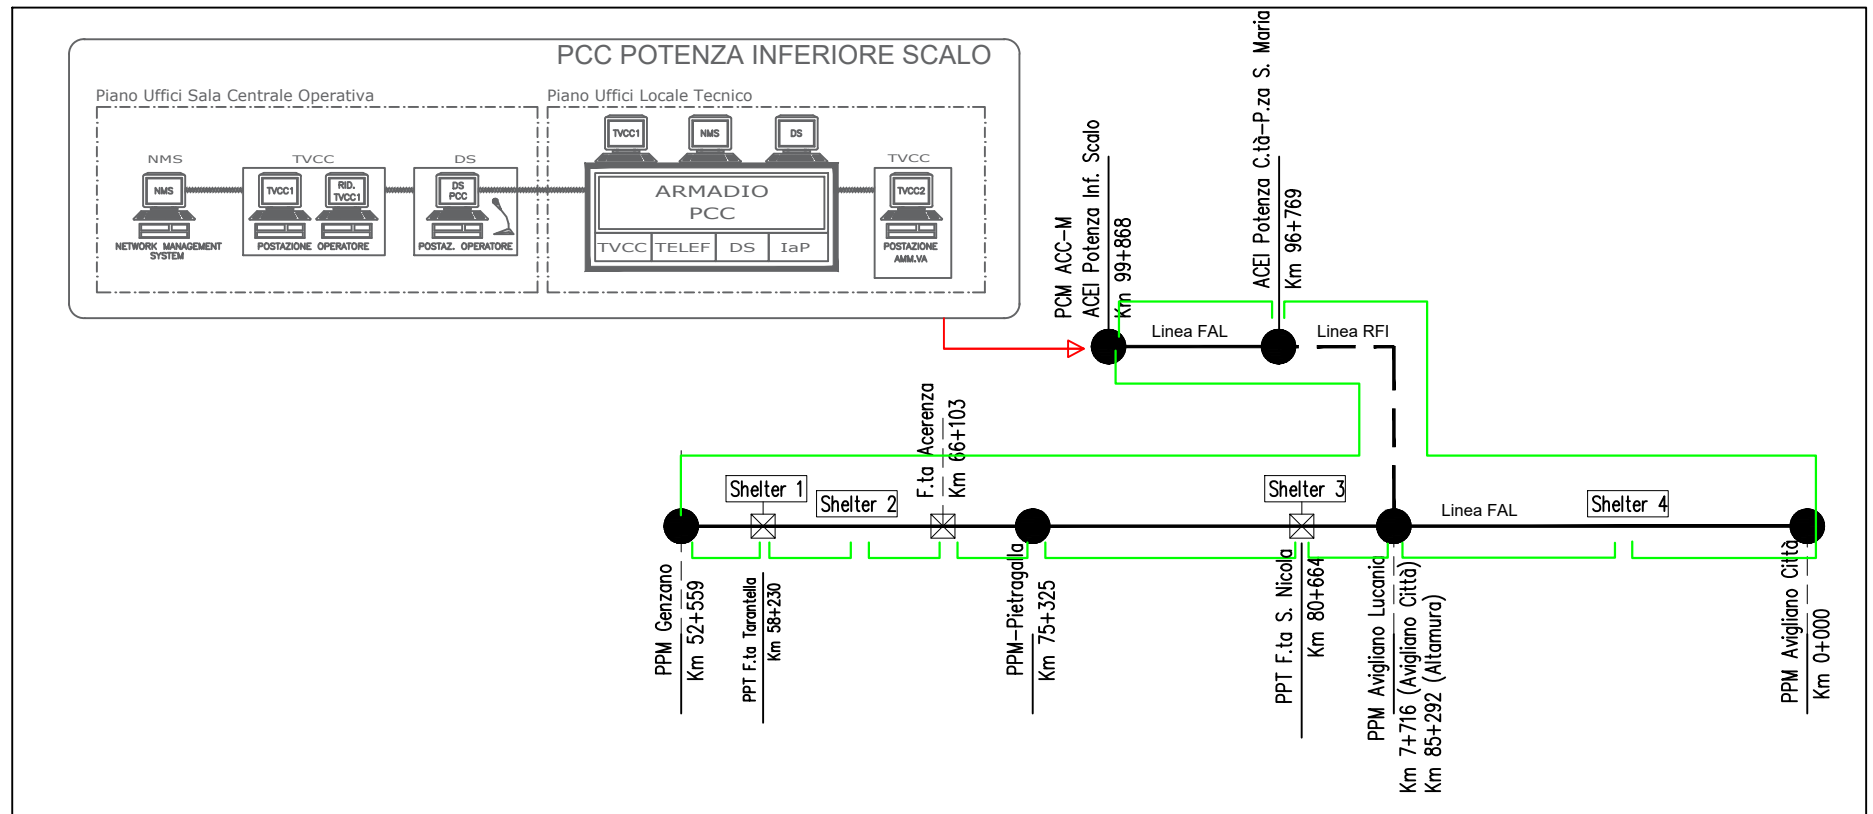 PCC POTENZA INFERIORE SCALO
Piano Uffici Sala Centrale Operativa
Piano Uffici Locale Tecnico
NMS
TVCC
DS
NMS
TVCC1
RID.
TVCC1
DS
PCC
NETWORK MANAGEMENT
SYSTEM
POSTAZIONE OPERATORE
POSTAZ. OPERATORE
TVCC1
NMS
DS
ARMADIO
PCC
TVCC
TELEF
DS
IaP
TVCC
TVCC2
POSTAZIONE
AMM.VA
PCM ACC-M
ACEI Potenza Inf. Scalo
Km 99+868
ACEI Potenza C.tà-P.za S. Maria
Km 96+769
Linea FAL
Linea RFI
F.ta Acerenza
Km 66+103
Shelter 1
Shelter 2
Shelter 3
Linea FAL
Shelter 4
PPM Genzano
Km 52+559
PPT F.ta Tarantella
Km 58+230
PPM-Pietragalla
Km 75+325
PPT F.ta S. Nicola
Km 80+664
PPM Avigliano Lucania
Km 7+716 (Avigliano Città)
Km 85+292 (Altamura)
PPM Avigliano Città
Km 0+000